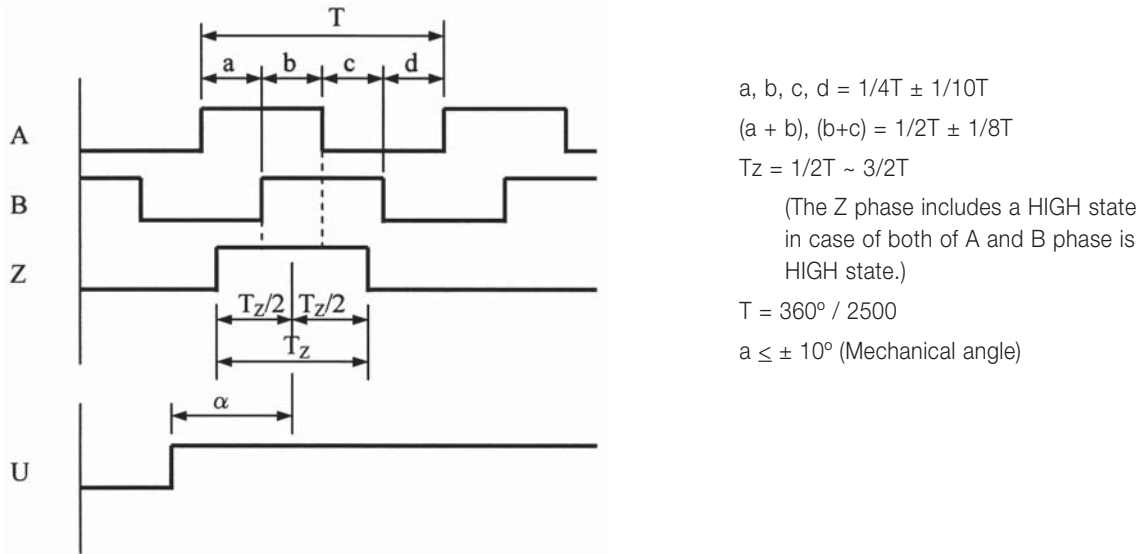 T
a b c d
A
B
Z
T_Z/2 T_Z/2
T_Z
α
U
a, b, c, d = 1/4T ± 1/10T
(a + b), (b+c) = 1/2T ± 1/8T
Tz = 1/2T ~ 3/2T
(The Z phase includes a HIGH state
in case of both of A and B phase is
HIGH state.)
T = 360º / 2500
a ≤ ± 10º (Mechanical angle)